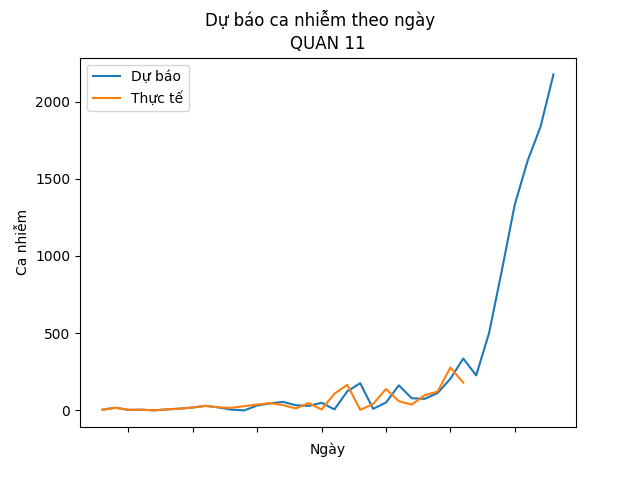 Dự báo ca nhiễm theo ngày
QUAN 11
Dự báo
Thực tế
2000
1500
1000
500
0
Ca nhiễm
Ngày